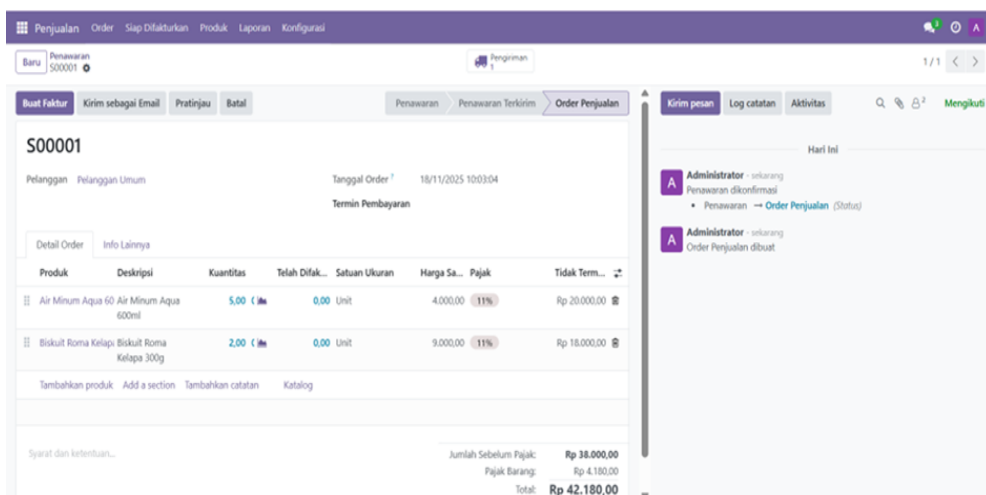 Penjualan Order Siap Difakturkan Produk Laporan Konfigurasi 5 A
Baru Penawaran
S00001
Pengiriman
1
1 / 1
Buat Faktur Kirim sebagai Email Pratinjau Batal Penawaran Penawaran Terkirim Order Penjualan
Kirim pesan Log catatan Aktivitas 2 Mengikuti
S00001
Pelanggan Pelanggan Umum Tanggal Order ? 18/11/2025 10:03:04
Termin Pembayaran
Detail Order Info Lainnya
Produk Deskripsi Kuantitas Telah Difak... Satuan Ukuran Harga Sa... Pajak Tidak Term...
Air Minum Aqua 60 Air Minum Aqua 5,00 ( 0,00 Unit 4.000,00 11% Rp 20.000,00
600ml
Biskuit Roma Kelapa Biskuit Roma 2,00 ( 0,00 Unit 9.000,00 11% Rp 18.000,00
Kelapa 300g
Tambahkan produk Add a section Tambahkan catatan Katalog
Syarat dan ketentuan...
Jumlah Sebelum Pajak: Rp 38.000,00
Pajak Barang: Rp 4.180,00
Total: Rp 42.180,00
Hari Ini
A Administrator - sekarang
Penawaran dikonfirmasi
• Penawaran → Order Penjualan (Status)
A Administrator - sekarang
Order Penjualan dibuat